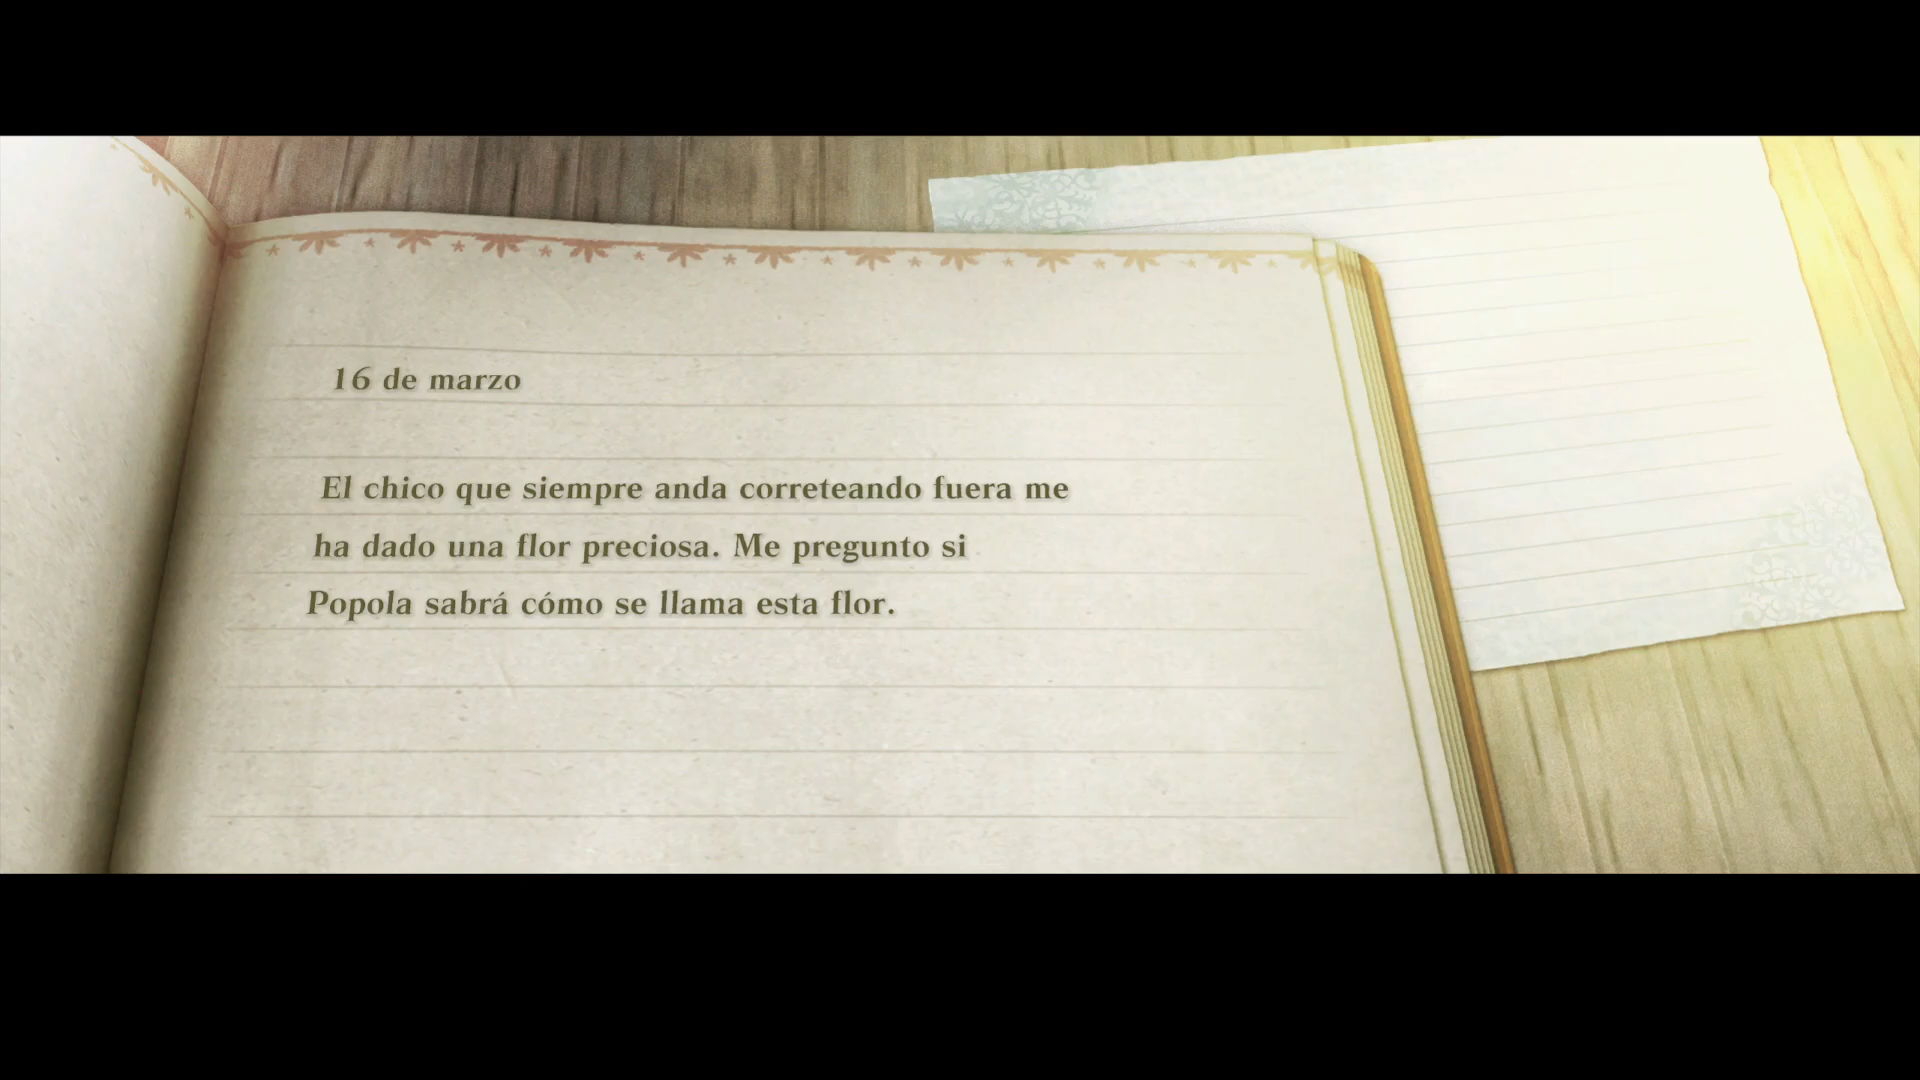 16 de marzo
El chico que siempre anda correteando fuera me
ha dado una flor preciosa. Me pregunto si
Popola sabrá cómo se llama esta flor.